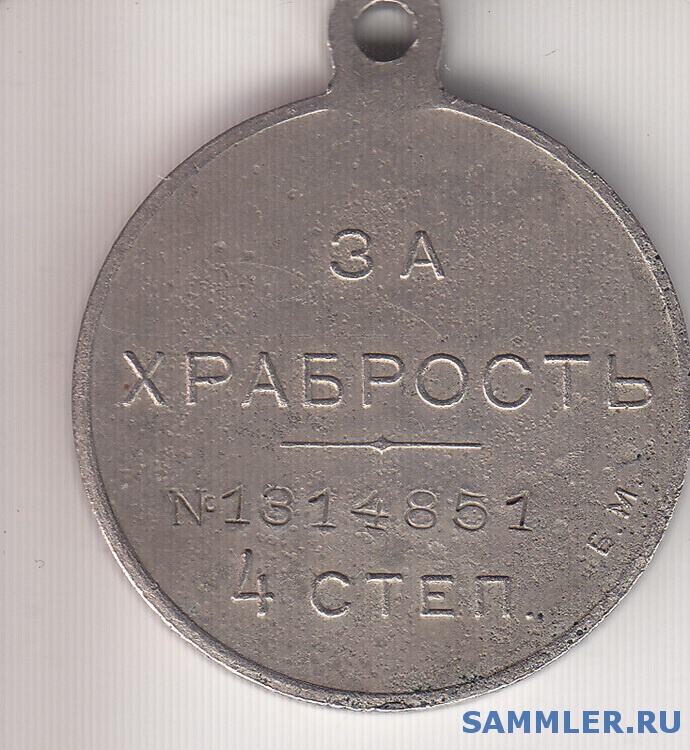 ЗА
ХРАБРОСТЬ
№1314851
4 СТЕП.
Б.М.
SAMMLER.RU